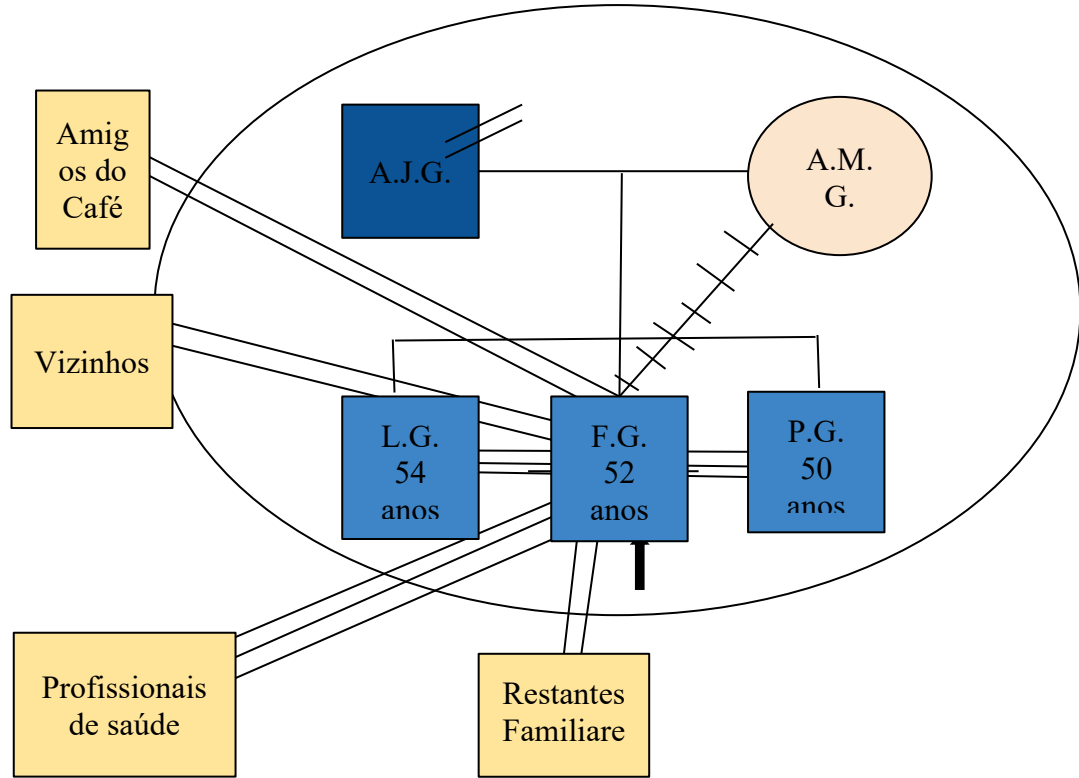 Amig
os do
Café
A.J.G.
A.M.
G.
Vizinhos
L.G.
54
anos
F.G.
52
anos
P.G.
50
anos
Profissionais
de saúde
Restantes
Familiare